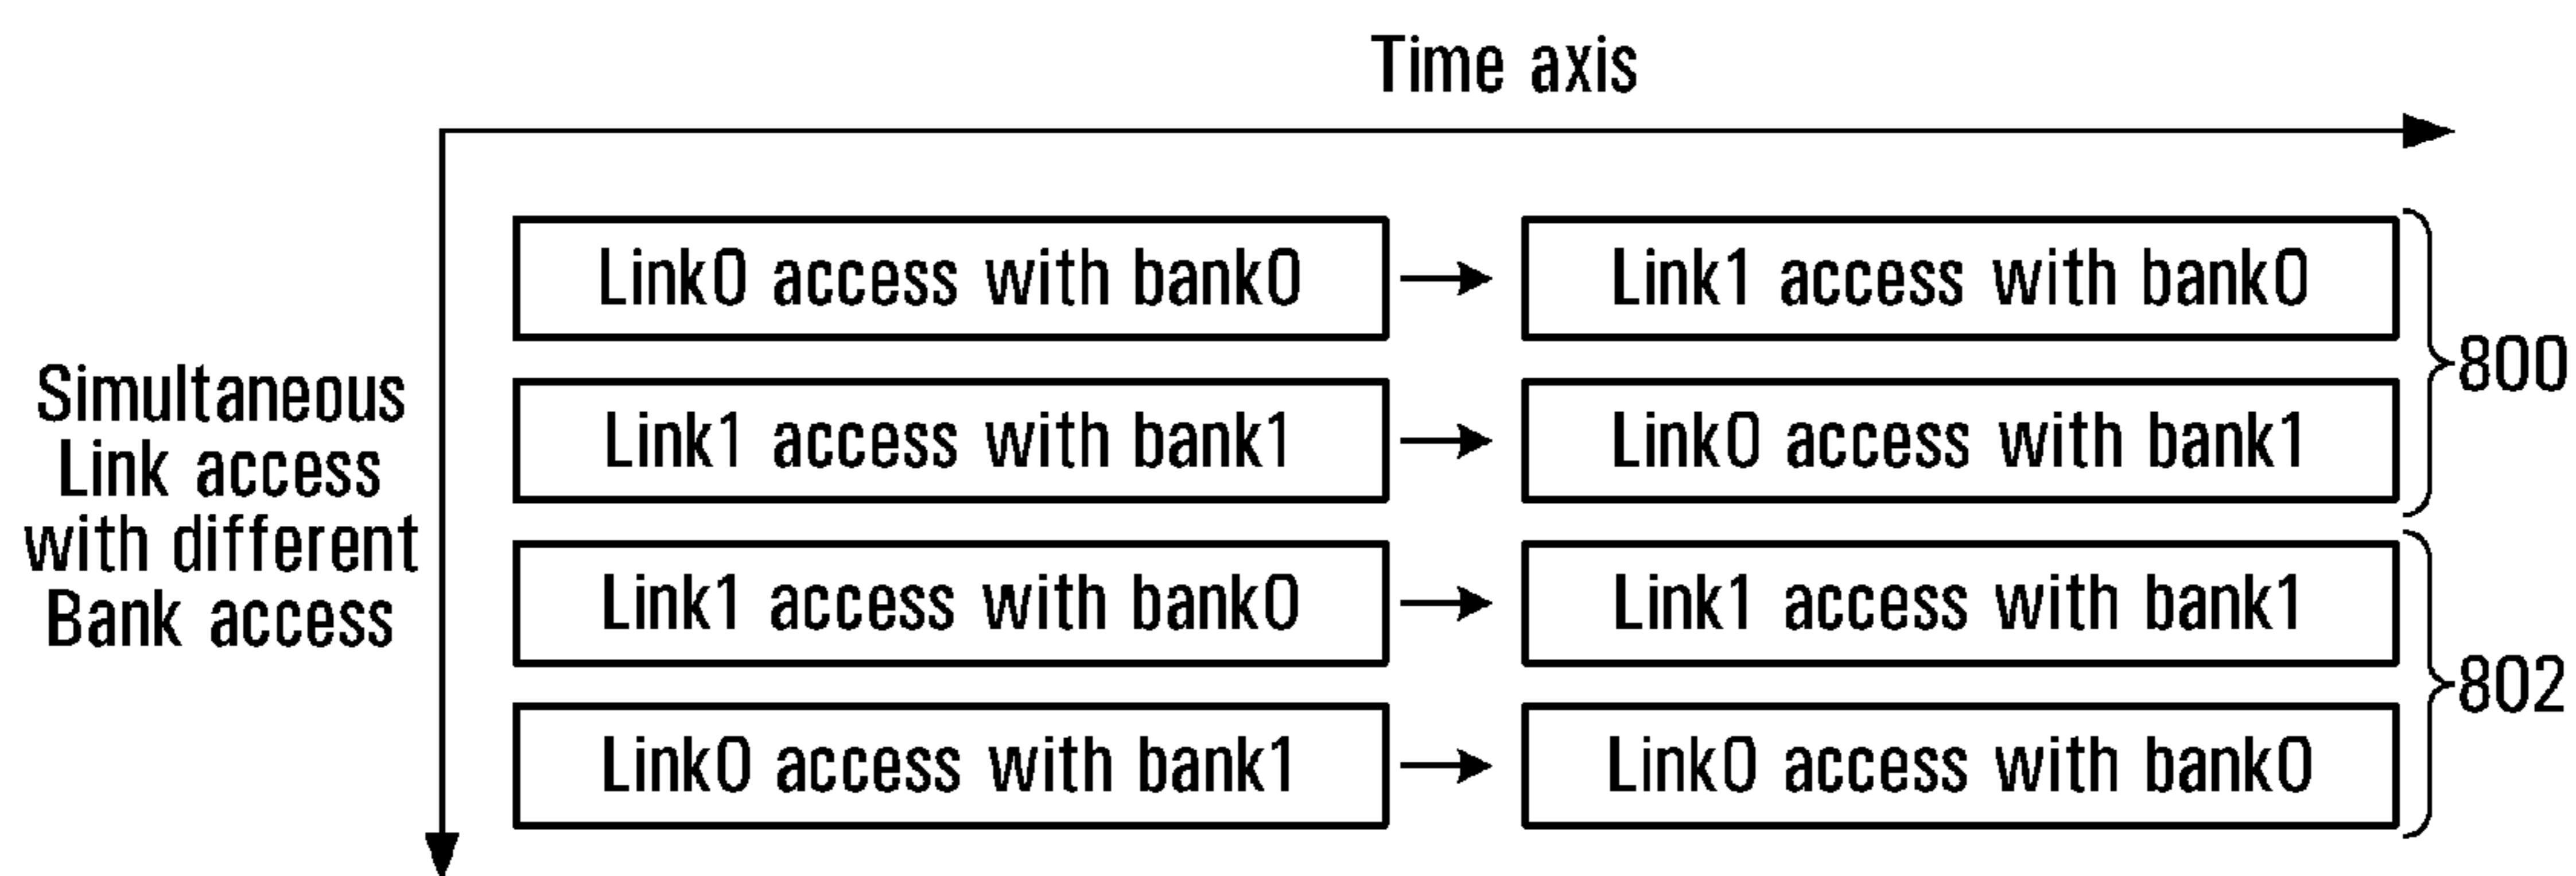 Time axis
Link0 access with bank0
Link1 access with bank0
800
Link1 access with bank1
Link0 access with bank1
Simultaneous
Link access
with different
Bank access
Link1 access with bank0
Link1 access with bank1
802
Link0 access with bank1
Link0 access with bank0